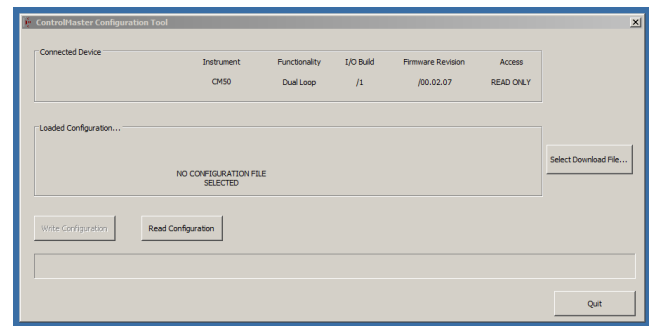 ControlMaster Configuration Tool
Connected Device
Instrument Functionality I/O Build Firmware Revision Access
CM50 Dual Loop /1 /00.02.07 READ ONLY
Loaded Configuration...
NO CONFIGURATION FILE
SELECTED
Select Download File...
Write Configuration Read Configuration
Quit